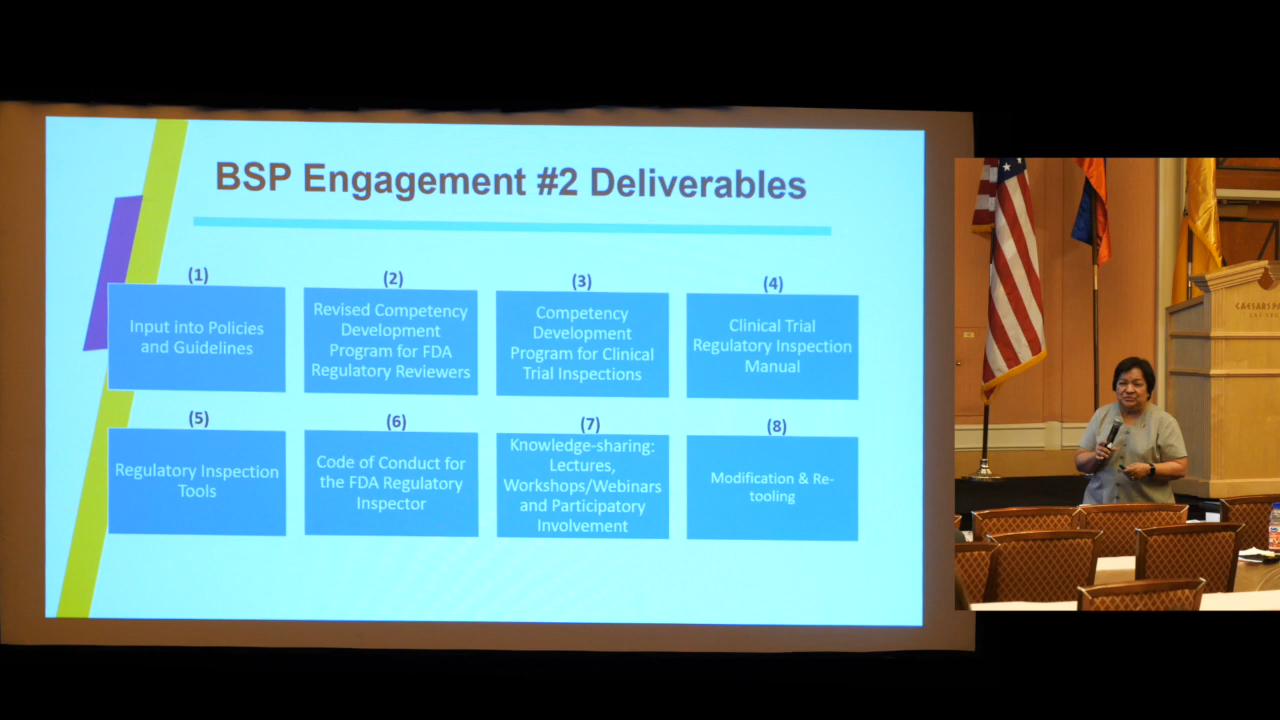 BSP Engagement #2 Deliverables
(1)
Input into Policies
and Guidelines
(2)
Revised Competency
Development
Program for FDA
Regulatory Reviewers
(3)
Competency
Development
Program for Clinical
Trial Inspections
(4)
Clinical Trial
Regulatory Inspection
Manual
(5)
Regulatory Inspection
Tools
(6)
Code of Conduct for
the FDA Regulatory
Inspector
(7)
Knowledge-sharing:
Lectures,
Workshops/Webinars
and Participatory
Involvement
(8)
Modification & Re-
tooling
CAESARS